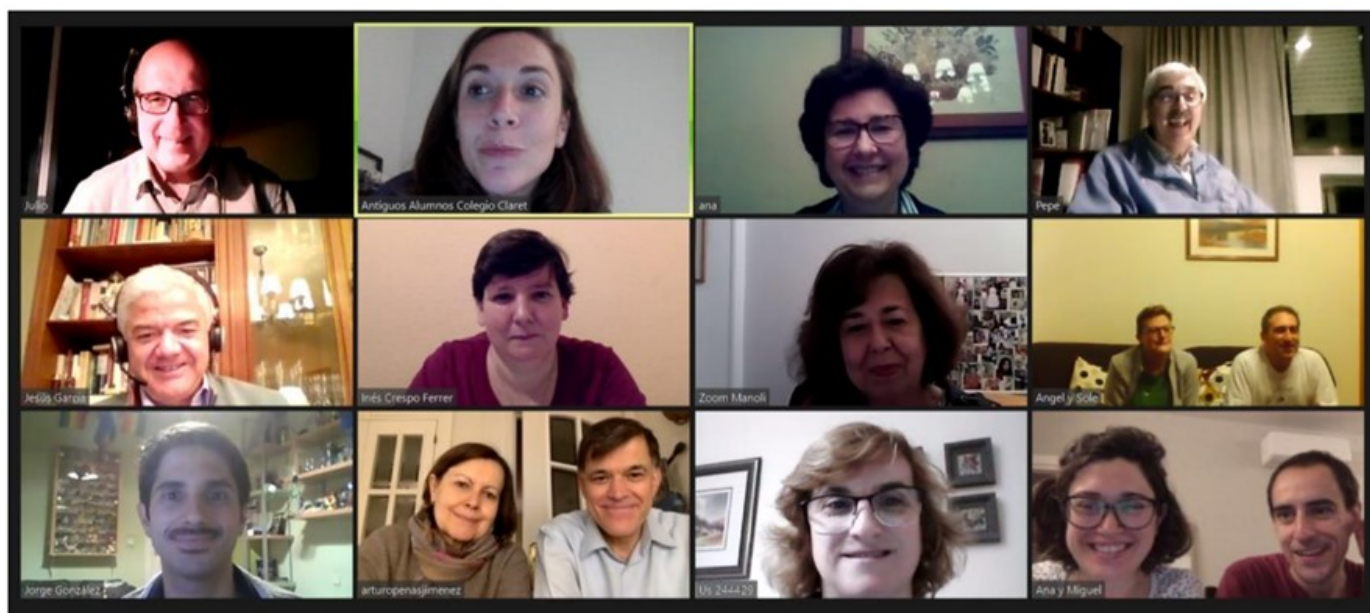 Julio
Antiguos Alumnos Colegio Claret
ana
Pepe
Jesús García
Inés Crespo Ferrer
Zoom Manoli
Angel y Sole
Jorge González
arturopenasjimenez
Us 244429
Ana y Miguel